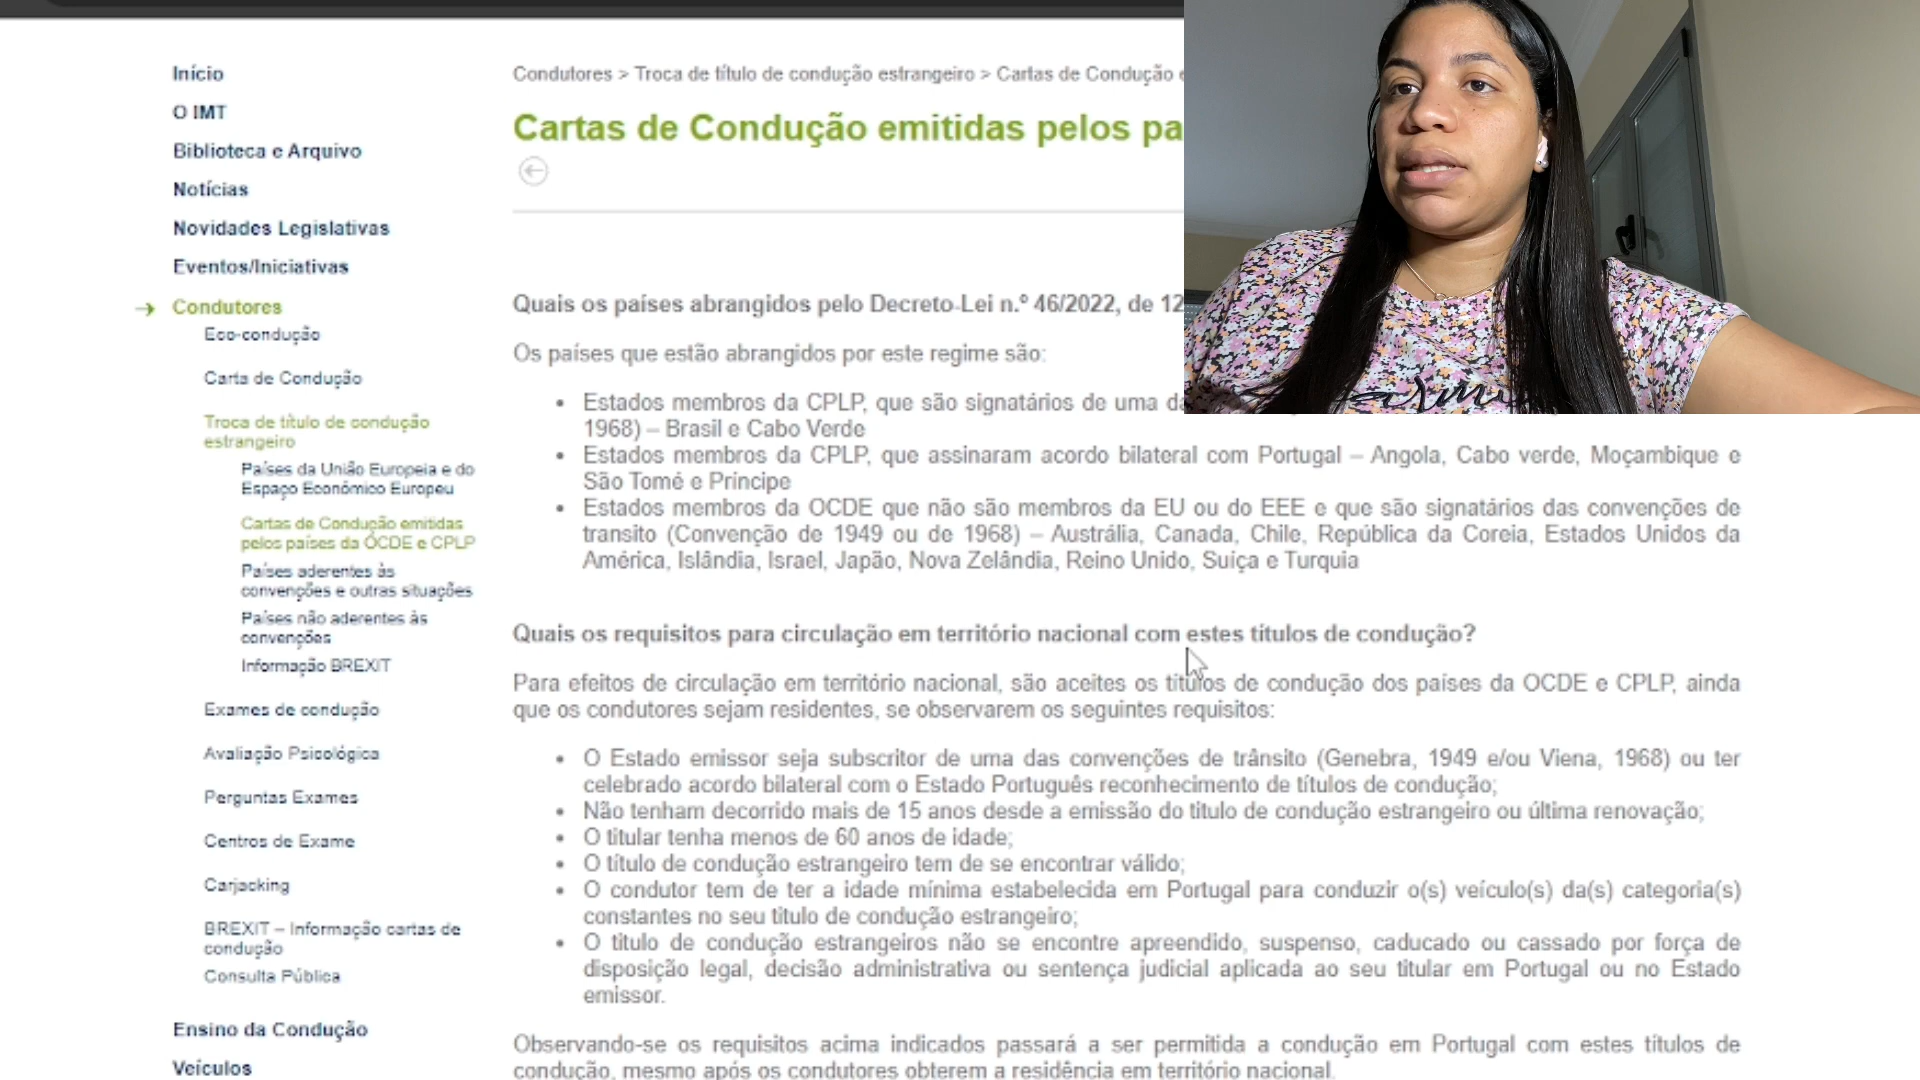 Início
O IMT
Biblioteca e Arquivo
Notícias
Novidades Legislativas
Eventos/Iniciativas
Condutores
Eco-condução
Carta de Condução
Troca de título de condução
estrangeiro
Países da União Europeia e do
Espaço Económico Europeu
Cartas de Condução emitidas
pelos países da OCDE e CPLP
Países aderentes às
convenções e outras situações
Países não aderentes às
convenções
Informação BREXIT
Exames de condução
Avaliação Psicológica
Perguntas Exames
Centros de Exame
Carjacking
BREXIT – Informação cartas de
condução
Consulta Pública
Ensino da Condução
Veículos
Condutores > Troca de título de condução estrangeiro > Cartas de Condução
Cartas de Condução emitidas pelos
Quais os países abrangidos pelo Decreto-Lei n.º 46/2022, de 12
Os países que estão abrangidos por este regime são:
• Estados membros da CPLP, que são signatários de uma
1968) – Brasil e Cabo Verde
• Estados membros da CPLP, que assinaram acordo bilateral com Portugal – Angola, Cabo verde, Moçambique e
São Tomé e Principe
• Estados membros da OCDE que não são membros da EU ou do EEE e que são signatários das convenções de
transito (Convenção de 1949 ou de 1968) – Austrália, Canada, Chile, República da Coreia, Estados Unidos da
América, Islândia, Israel, Japão, Nova Zelândia, Reino Unido, Suiça e Turquia
Quais os requisitos para circulação em território nacional com estes títulos de condução?
Para efeitos de circulação em território nacional, são aceites os títulos de condução dos países da OCDE e CPLP, ainda
que os condutores sejam residentes, se observarem os seguintes requisitos:
• O Estado emissor seja subscritor de uma das convenções de trânsito (Genebra, 1949 e/ou Viena, 1968) ou ter
celebrado acordo bilateral com o Estado Português reconhecimento de títulos de condução;
• Não tenham decorrido mais de 15 anos desde a emissão do titulo de condução estrangeiro ou última renovação;
• O titular tenha menos de 60 anos de idade;
• O título de condução estrangeiro tem de se encontrar válido;
• O condutor tem de ter a idade mínima estabelecida em Portugal para conduzir o(s) veículo(s) da(s) categoria(s)
constantes no seu titulo de condução estrangeiro;
• O titulo de condução estrangeiros não se encontre apreendido, suspenso, caducado ou cassado por força de
disposição legal, decisão administrativa ou sentença judicial aplicada ao seu titular em Portugal ou no Estado
emissor.
Observando-se os requisitos acima indicados passará a ser permitida a condução em Portugal com estes títulos de
condução, mesmo após os condutores obterem a residência em território nacional.